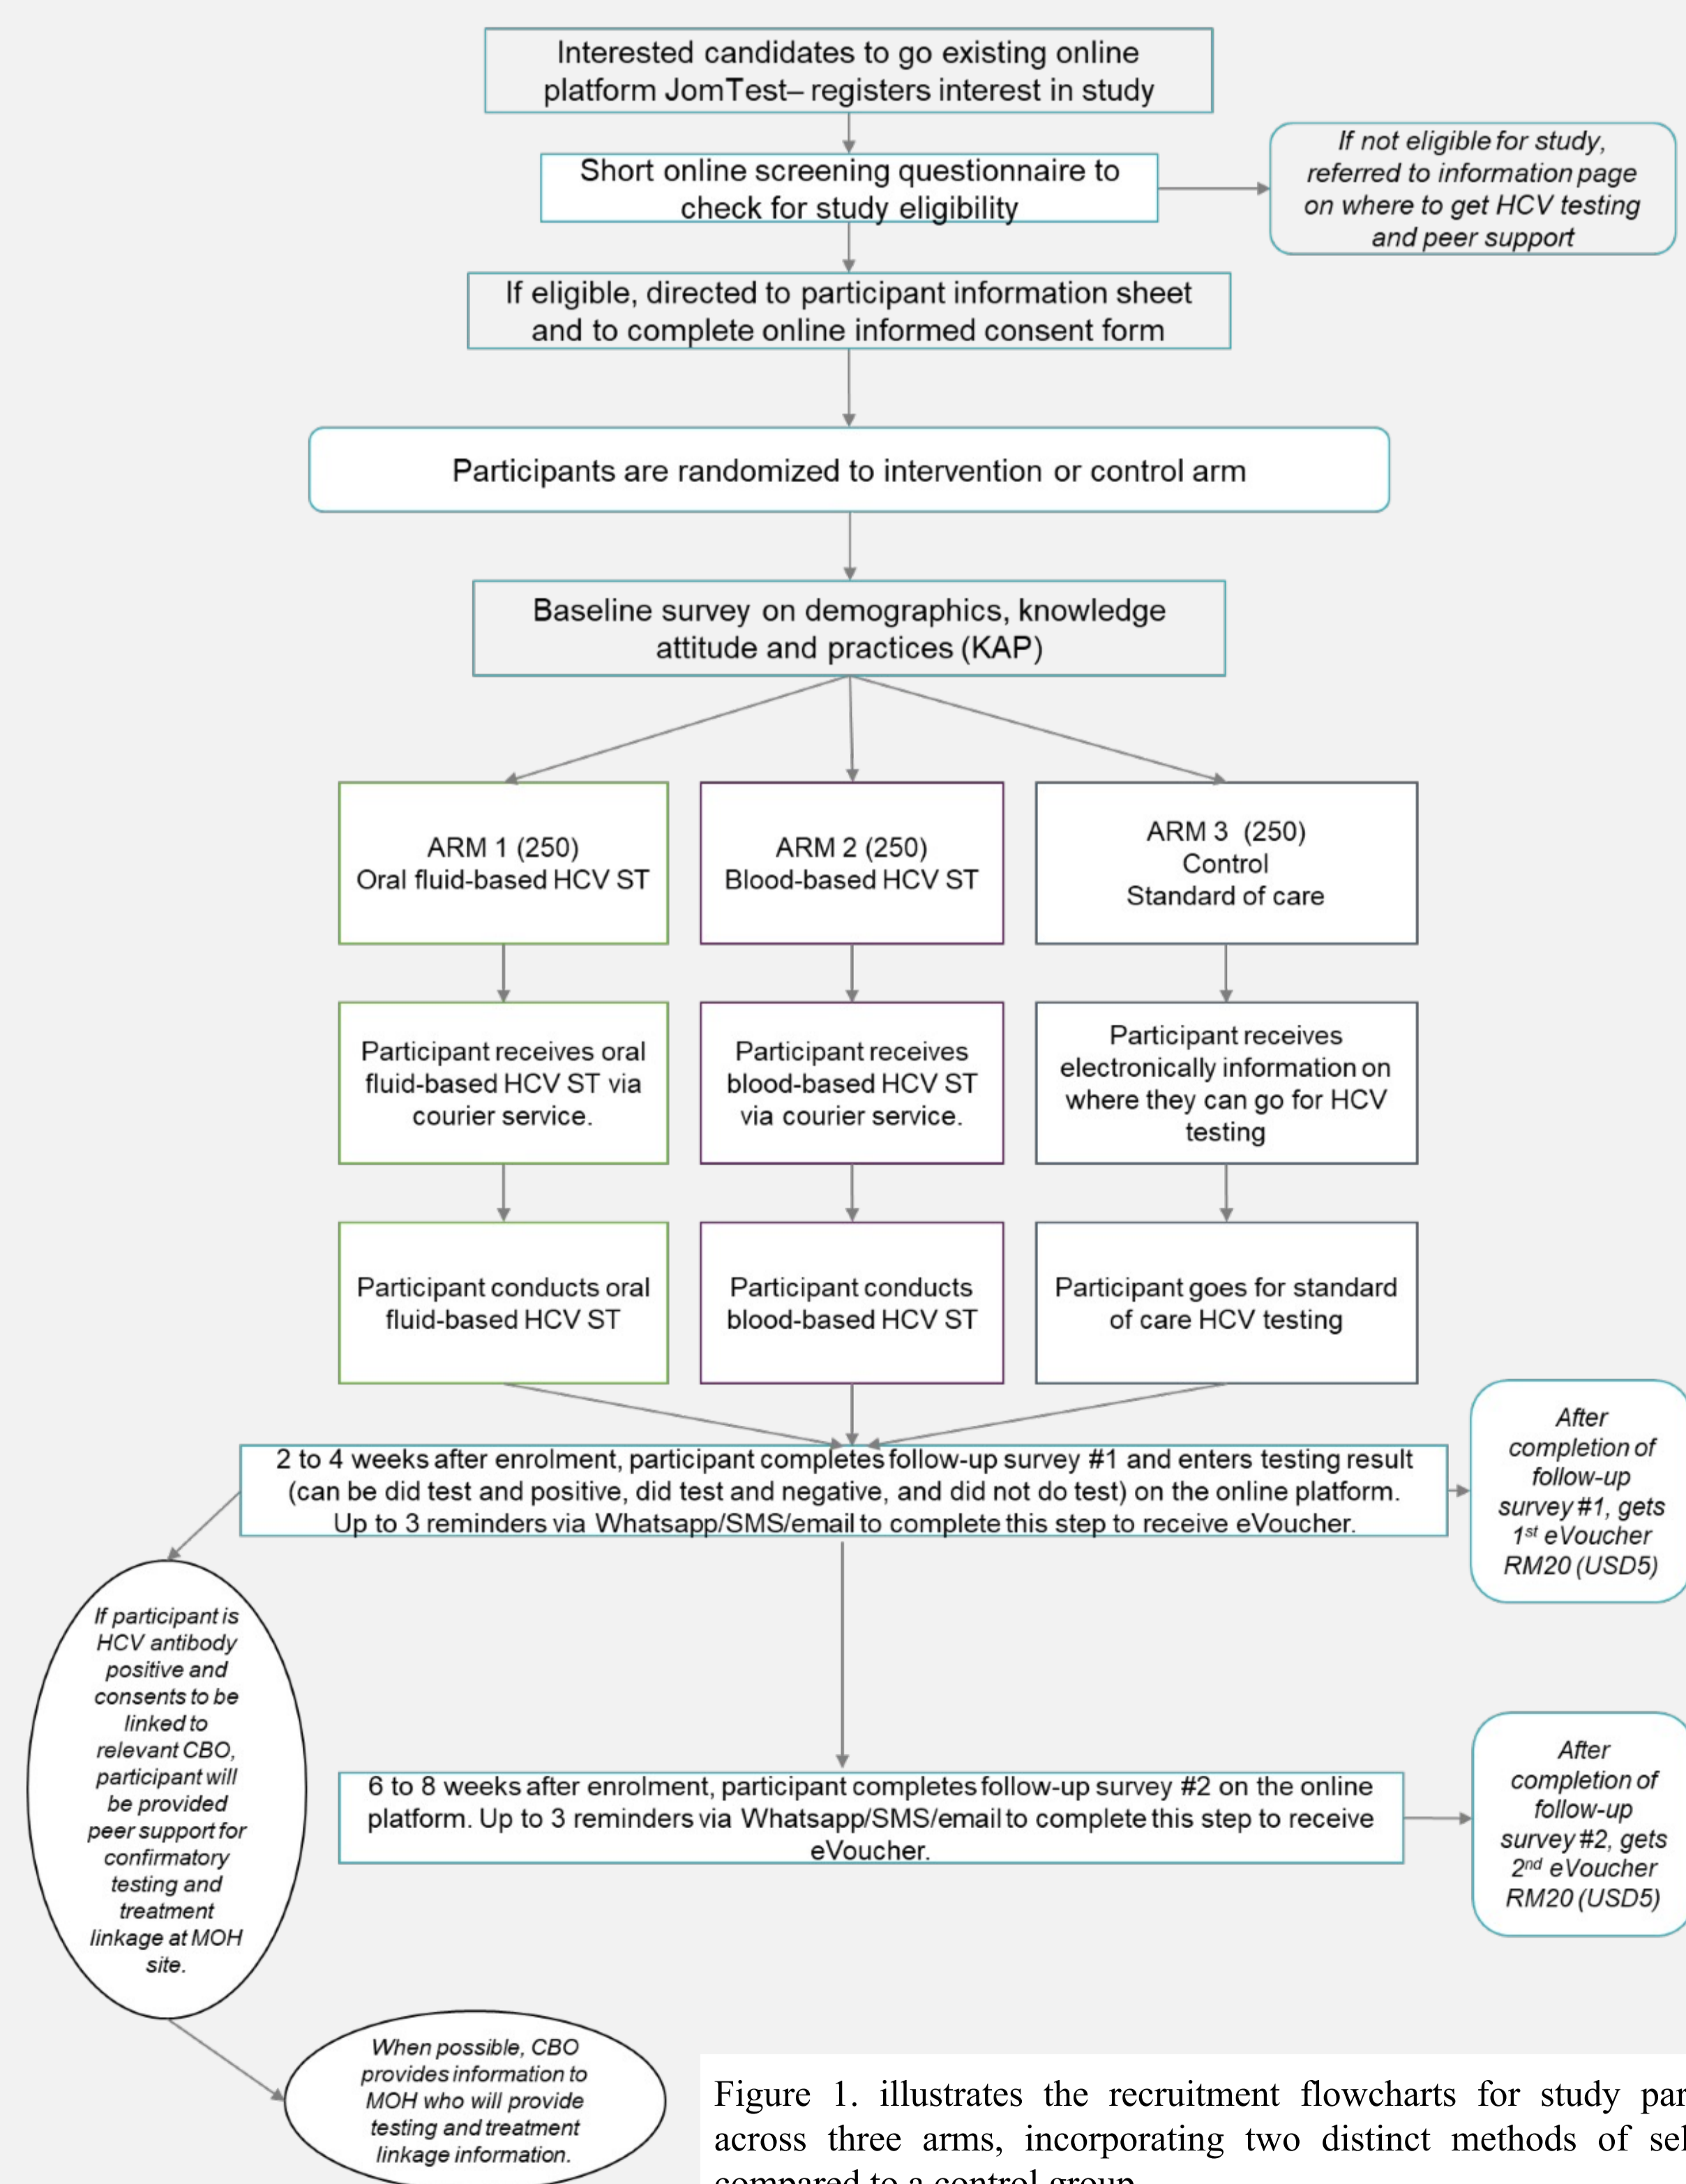 Interested candidates to go existing online
platform JomTest– registers interest in study
Short online screening questionnaire to
check for study eligibility
If not eligible for study,
referred to information page
on where to get HCV testing
and peer support
If eligible, directed to participant information sheet
and to complete online informed consent form
Participants are randomized to intervention or control arm
Baseline survey on demographics, knowledge
attitude and practices (KAP)
ARM 1 (250)
Oral fluid-based HCV ST
ARM 2 (250)
Blood-based HCV ST
ARM 3 (250)
Control
Standard of care
Participant receives oral
fluid-based HCV ST via
courier service.
Participant receives
blood-based HCV ST
via courier service.
Participant receives
electronically information on
where they can go for HCV
testing
Participant conducts oral
fluid-based HCV ST
Participant conducts
blood-based HCV ST
Participant goes for standard
of care HCV testing
2 to 4 weeks after enrolment, participant completes follow-up survey #1 and enters testing result
(can be did test and positive, did test and negative, and did not do test) on the online platform.
Up to 3 reminders via Whatsapp/SMS/email to complete this step to receive eVoucher.
After
completion of
follow-up
survey #1, gets
1st eVoucher
RM20 (USD5)
If participant is
HCV antibody
positive and
consents to be
linked to
relevant CBO,
participant will
be provided
peer support for
confirmatory
testing and
treatment
linkage at MOH
site.
6 to 8 weeks after enrolment, participant completes follow-up survey #2 on the online
platform. Up to 3 reminders via Whatsapp/SMS/email to complete this step to receive
eVoucher.
After
completion of
follow-up
survey #2, gets
2nd eVoucher
RM20 (USD5)
When possible, CBO
provides information to
MOH who will provide
testing and treatment
linkage information.
Figure 1. illustrates the recruitment flowcharts for study
across three arms, incorporating two distinct methods of
compared to a control group